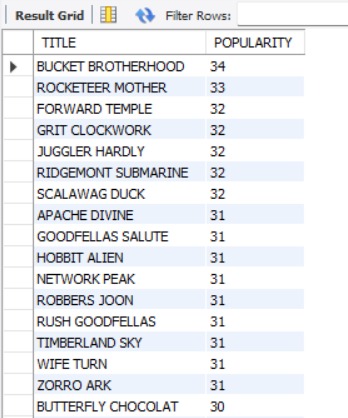 Result Grid Filter Rows:
TITLE POPULARITY
BUCKET BROTHERHOOD 34
ROCKETEER MOTHER 33
FORWARD TEMPLE 32
GRIT CLOCKWORK 32
JUGGLER HARDLY 32
RIDGEMONT SUBMARINE 32
SCALAWAG DUCK 32
APACHE DIVINE 31
GOODFELLAS SALUTE 31
HOBBIT ALIEN 31
NETWORK PEAK 31
ROBBERS JOON 31
RUSH GOODFELLAS 31
TIMBERLAND SKY 31
WIFE TURN 31
ZORRO ARK 31
BUTTERFLY CHOCOLAT 30